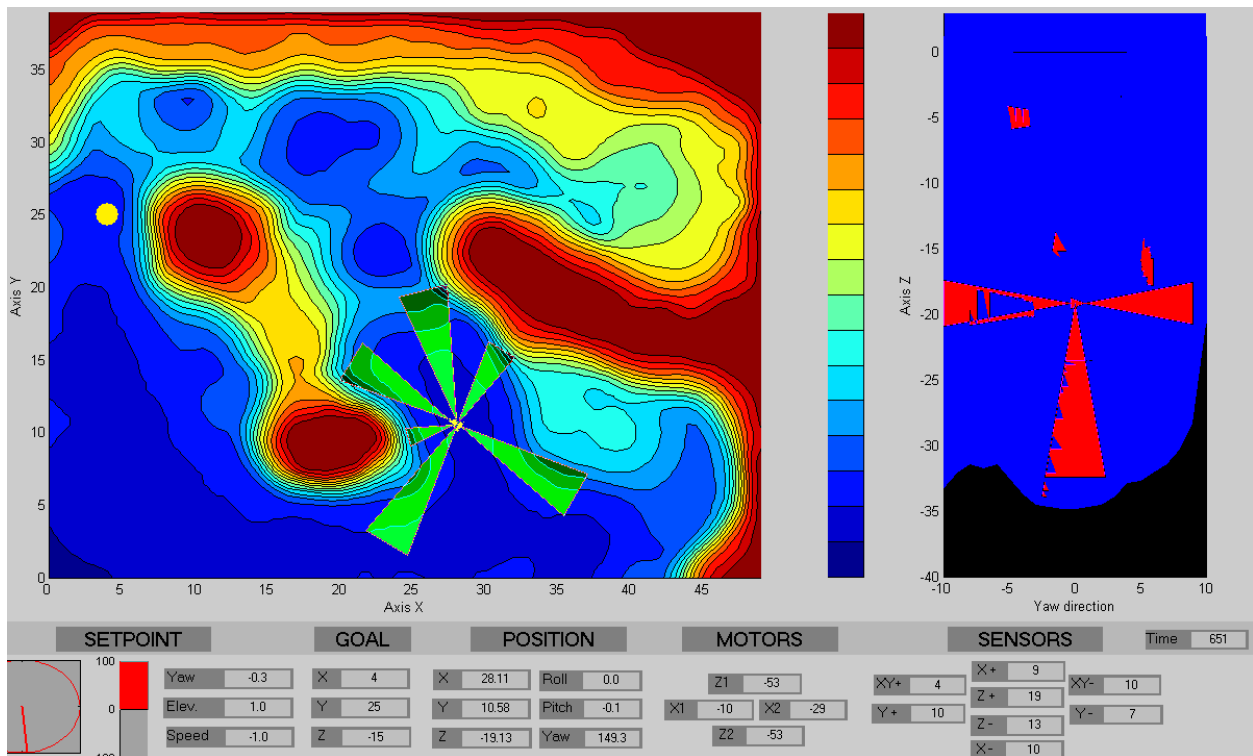 35
30
25
20
15
10
5
0
Axis Y
0 5 10 15 20 25 30 35 40 45
Axis X
0
-5
-10
-15
-20
-25
-30
-35
-40
Axis Z
-10 -5 0 5 10
Yaw direction
SETPOINT GOAL POSITION MOTORS SENSORS Time 651
100
0
Yaw -0.3 X 4 X 28.11 Roll 0.0 Z1 -53 XY+ 4 X+ 9 XY- 10
Elev. 1.0 Y 25 Y 10.58 Pitch -0.1 X1 -10 X2 -29 Y+ 10 Z+ 19 Y- 7
Speed -1.0 Z -15 Z -19.13 Yaw 149.3 Z2 -53 Z- 13
X- 10